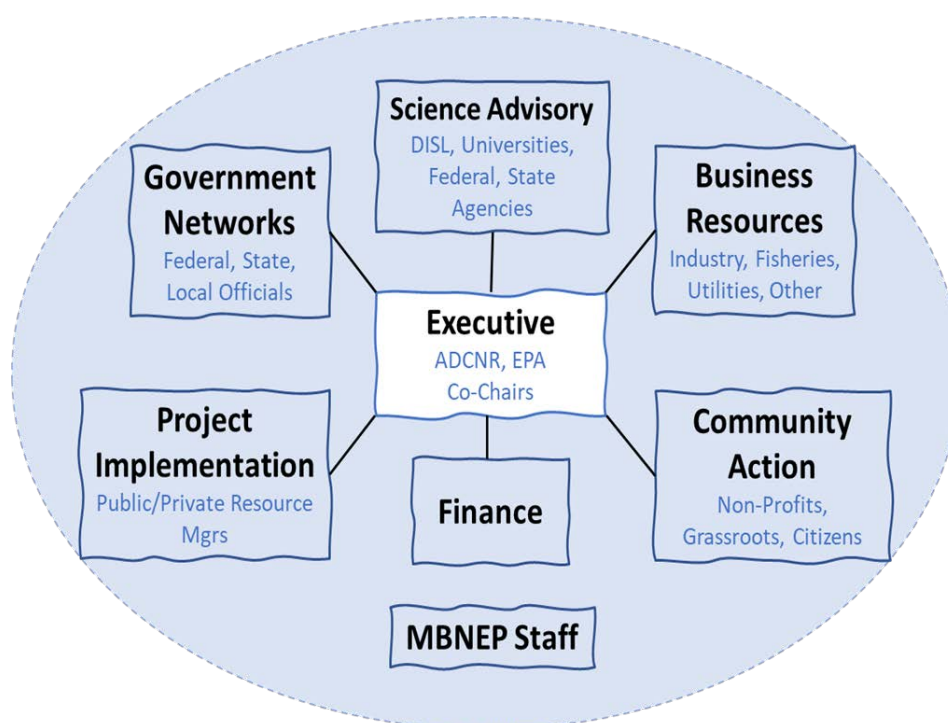 Science Advisory
DISL, Universities,
Federal, State
Agencies
Government
Networks
Federal, State,
Local Officials
Business
Resources
Industry, Fisheries,
Utilities, Other
Executive
ADCNR, EPA
Co-Chairs
Project
Implementation
Public/Private Resource
Mgrs
Finance
Community
Action
Non-Profits,
Grassroots, Citizens
MBNEP Staff